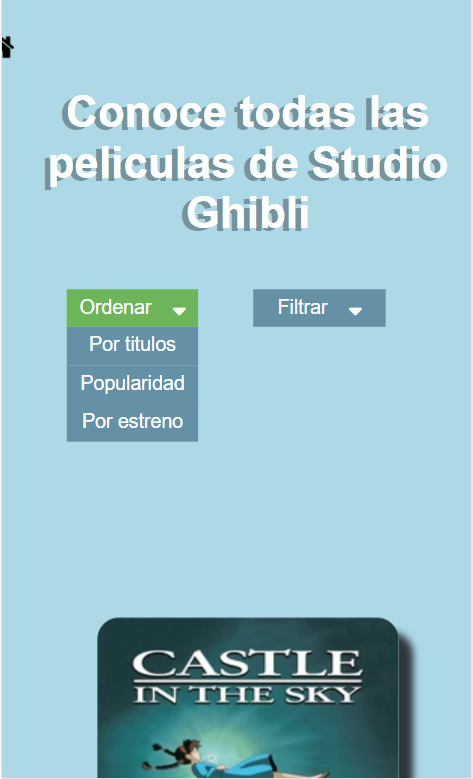 Conoce todas las
peliculas de Studio
Ghibli
Ordenar
Filtrar
Por titulos
Popularidad
Por estreno
CASTLE
IN THE SKY